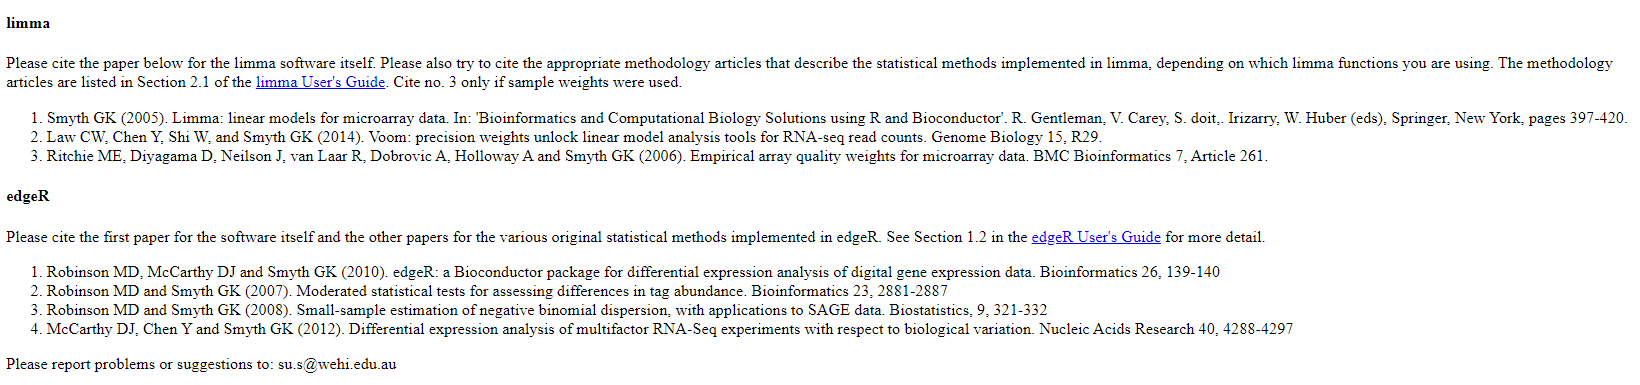 limma
Please cite the paper below for the limma software itself. Please also try to cite the appropriate methodology articles that describe the statistical methods implemented in limma, depending on which limma functions you are using. The methodology
articles are listed in Section 2.1 of the limma User's Guide. Cite no. 3 only if sample weights were used.
1. Smyth GK (2005). Limma: linear models for microarray data. In: 'Bioinformatics and Computational Biology Solutions using R and Bioconductor'. R. Gentleman, V. Carey, S. doit,. Irizarry, W. Huber (eds), Springer, New York, pages 397-420.
2. Law CW, Chen Y, Shi W, and Smyth GK (2014). Voom: precision weights unlock linear model analysis tools for RNA-seq read counts. Genome Biology 15, R29.
3. Ritchie ME, Diyagama D, Neilson J, van Laar R, Dobrovic A, Holloway A and Smyth GK (2006). Empirical array quality weights for microarray data. BMC Bioinformatics 7, Article 261.
edgeR
Please cite the first paper for the software itself and the other papers for the various original statistical methods implemented in edgeR. See Section 1.2 in the edgeR User's Guide for more detail.
1. Robinson MD, McCarthy DJ and Smyth GK (2010). edgeR: a Bioconductor package for differential expression analysis of digital gene expression data. Bioinformatics 26, 139-140
2. Robinson MD and Smyth GK (2007). Moderated statistical tests for assessing differences in tag abundance. Bioinformatics 23, 2881-2887
3. Robinson MD and Smyth GK (2008). Small-sample estimation of negative binomial dispersion, with applications to SAGE data. Biostatistics, 9, 321-332
4. McCarthy DJ, Chen Y and Smyth GK (2012). Differential expression analysis of multifactor RNA-Seq experiments with respect to biological variation. Nucleic Acids Research 40, 4288-4297
Please report problems or suggestions to: su.s@wehi.edu.au